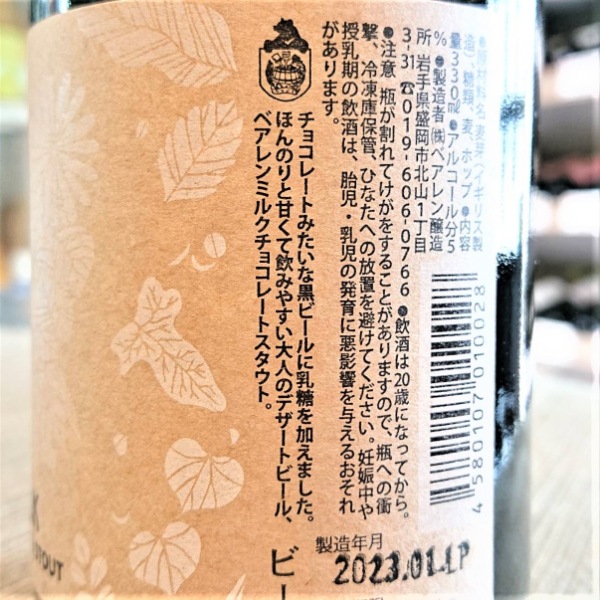 ●原材料名 麦芽（イギリス製
造）、糖類、麦、ホップ ●内容
量330㎖ ●アルコール分5
% ●製造者 ㈱ベアレン醸造
所 岩手県盛岡市北山1丁目
3-31 ☎019-606-0766 ●飲酒は20歳になってから。
●注意 瓶が割れてけがをすることがありますので、瓶への衝
撃、冷凍庫保管、ひなたへの放置を避けてください。妊娠中や
授乳期の飲酒は、胎児・乳児の発育に悪影響を与えるおそれ
があります。
チョコレートみたいな黒ビールに乳糖を加えました。
ほんのりと甘くて飲みやすい大人のデザートビール、
ベアレンミルクチョコレートスタウト。
4 580107 010028
ビー
製造年月
2023.01
K
TOUT